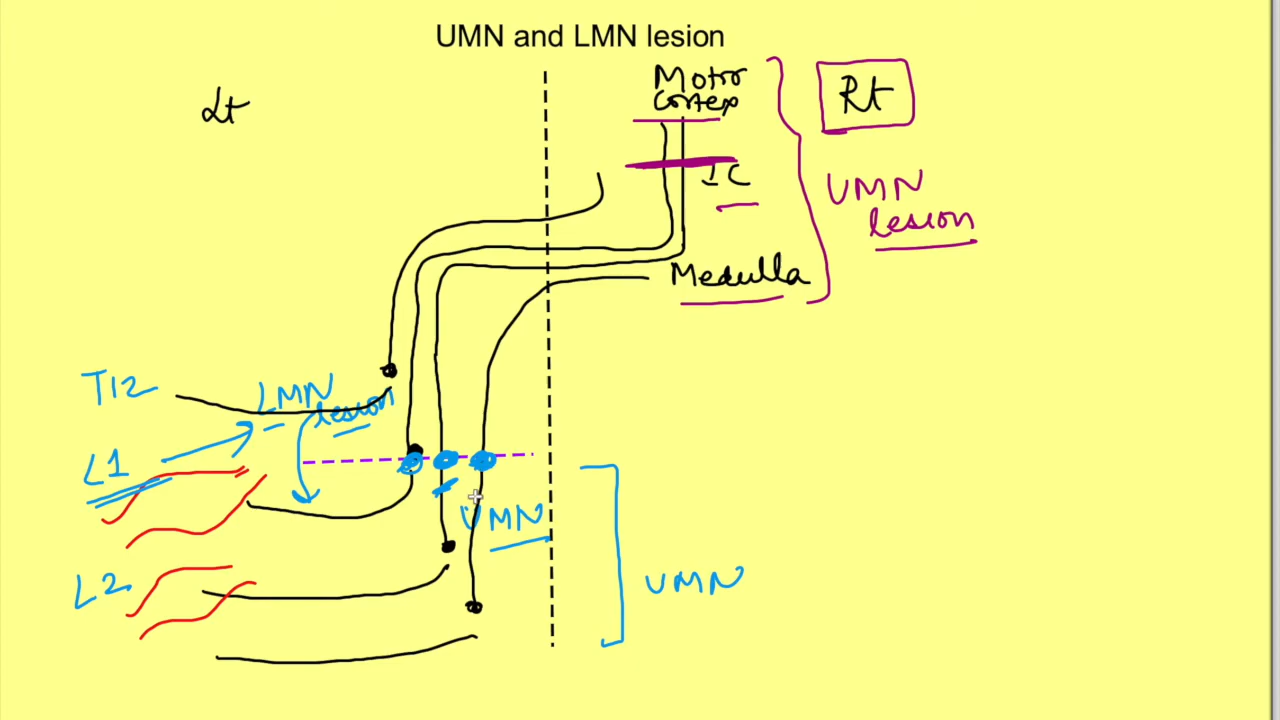 UMN and LMN lesion
Motor
Cortex
Rt
Lt
IC
UMN
lesion
Medulla
T12
LMN
lesion
L1
UMN
L2
UMN